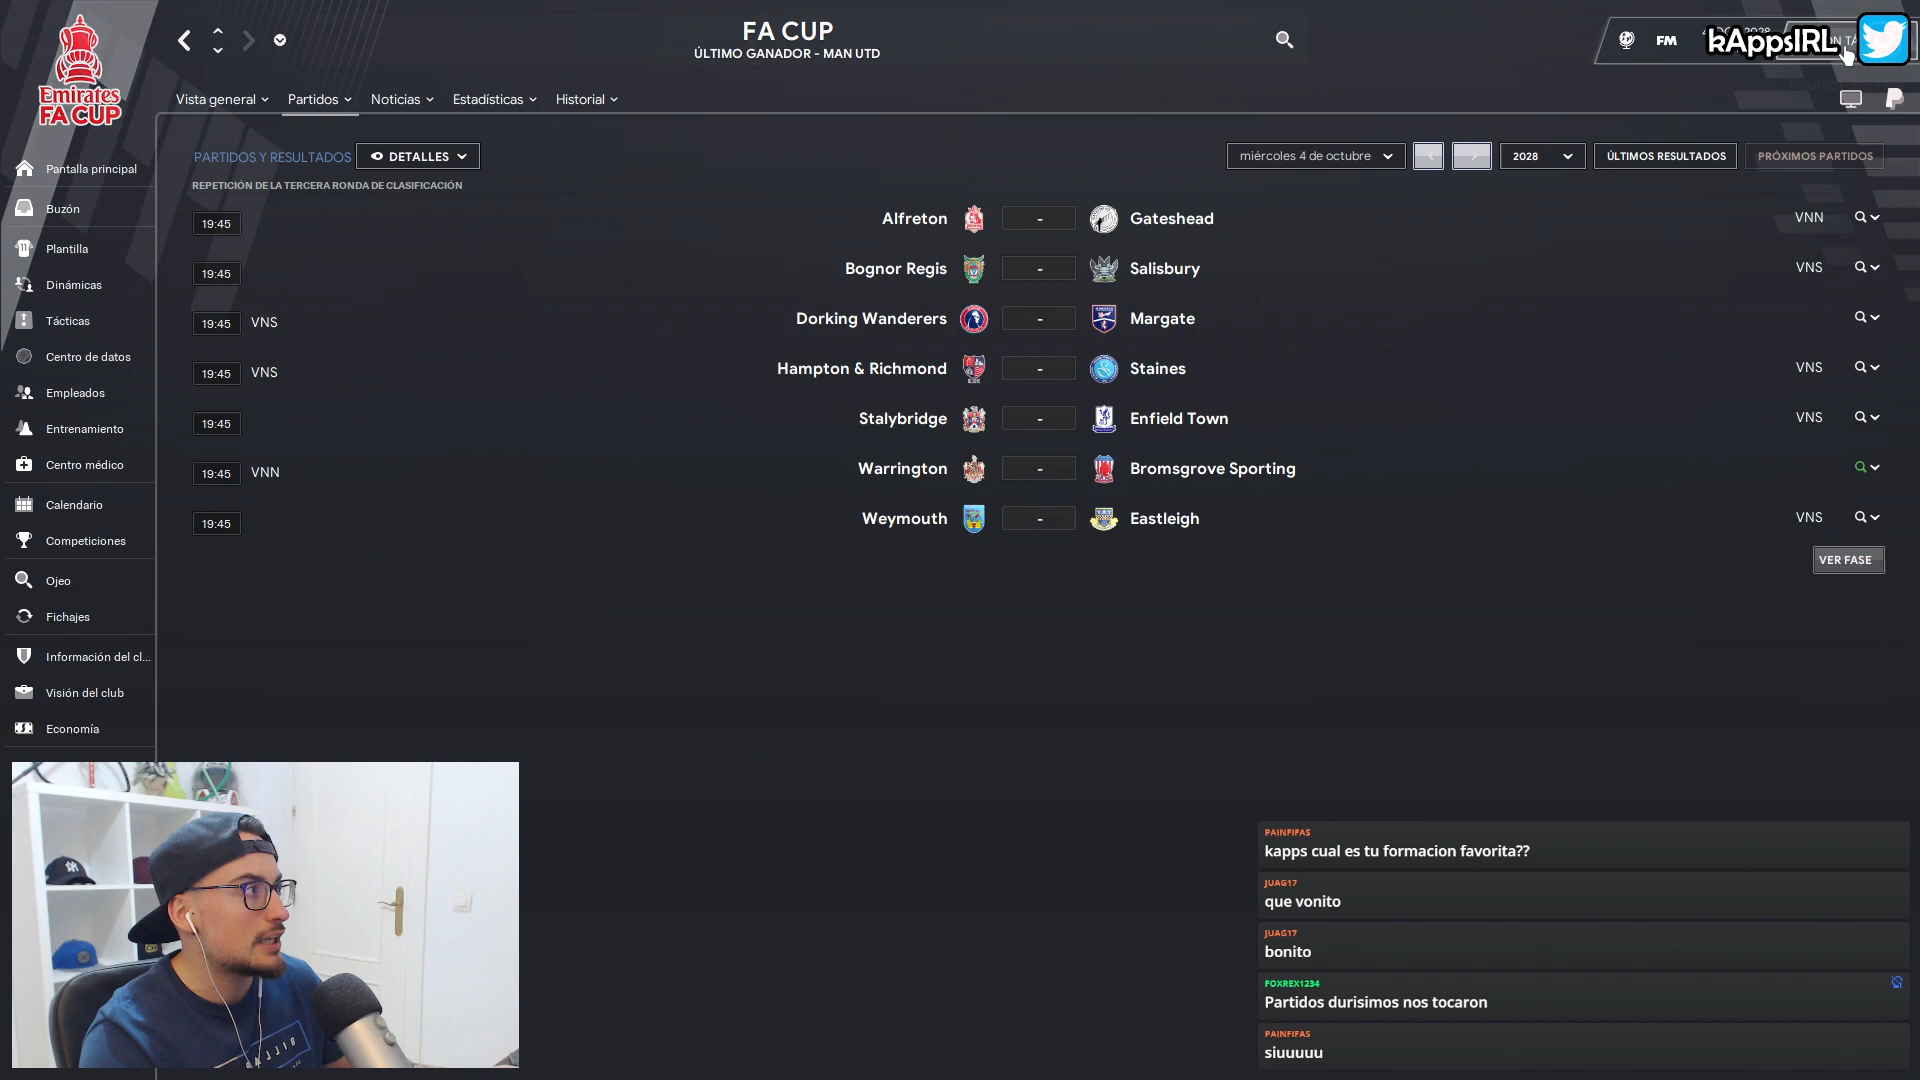 FA CUP
ÚLTIMO GANADOR - MAN UTD
FM
kAppsIRL
Emirates
FA CUP
Vista general
Partidos
Noticias
Estadísticas
Historial
PARTIDOS Y RESULTADOS
DETALLES
miércoles 4 de octubre
2028
ÚLTIMOS RESULTADOS
PRÓXIMOS PARTIDOS
REPETICIÓN DE LA TERCERA RONDA DE CLASIFICACIÓN
19:45 Alfreton - Gateshead VNN
19:45 Bognor Regis - Salisbury VNS
19:45 VNS Dorking Wanderers - Margate
19:45 VNS Hampton & Richmond - Staines VNS
19:45 Stalybridge - Enfield Town VNS
19:45 VNN Warrington - Bromsgrove Sporting
19:45 Weymouth - Eastleigh VNS
VER FASE
Pantalla principal
Buzón
Plantilla
Dinámicas
Tácticas
Centro de datos
Empleados
Entrenamiento
Centro médico
Calendario
Competiciones
Ojeo
Fichajes
Información del cl...
Visión del club
Economía
PAINFIFAS
kapps cual es tu formacion favorita??
JUAG17
que vonito
JUAG17
bonito
FOXREX1234
Partidos durisimos nos tocaron
PAINFIFAS
siuuuuu